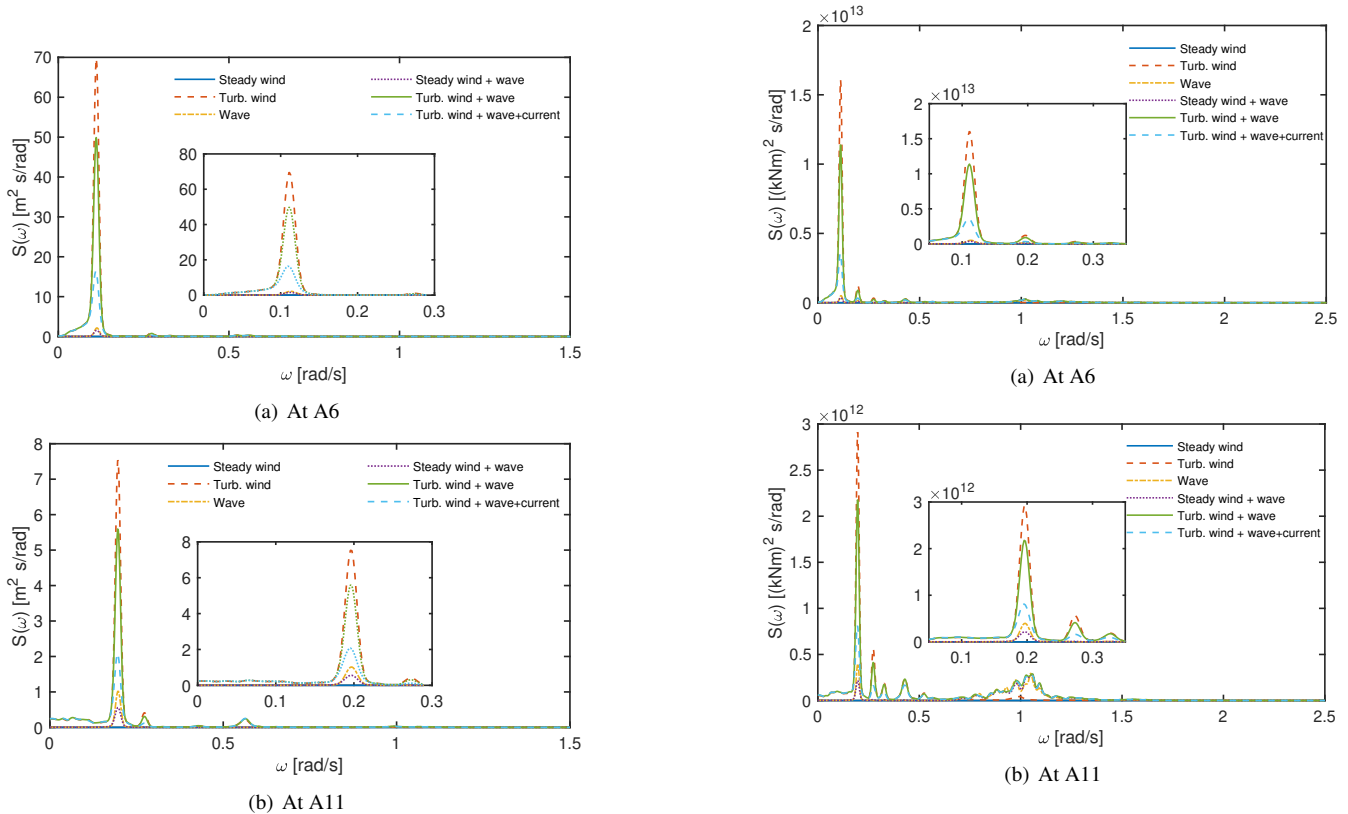 70
60
50
40
30
20
10
0
S(ω) [m² s/rad]
Steady wind
Turb. wind
Wave
Steady wind + wave
Turb. wind + wave
Turb. wind + wave+current
80
60
40
20
0
0 0.1 0.2 0.3
0 0.5 1 1.5
ω [rad/s]
(a) At A6
8
7
6
5
4
3
2
1
0
S(ω) [m² s/rad]
Steady wind
Turb. wind
Wave
Steady wind + wave
Turb. wind + wave
Turb. wind + wave+current
8
6
4
2
0
0 0.1 0.2 0.3
0 0.5 1 1.5
ω [rad/s]
(b) At A11
×10¹³
2
1.5
1
0.5
0
S(ω) [(kNm)² s/rad]
Steady wind
Turb. wind
Wave
Steady wind + wave
Turb. wind + wave
Turb. wind + wave+current
×10¹³
2
1.5
1
0.5
0
0.1 0.2 0.3
0 0.5 1 1.5 2 2.5
ω [rad/s]
(a) At A6
×10¹²
3
2.5
2
1.5
1
0.5
0
S(ω) [(kNm)² s/rad]
Steady wind
Turb. wind
Wave
Steady wind + wave
Turb. wind + wave
Turb. wind + wave+current
×10¹²
3
2
1
0
0.1 0.2 0.3
0 0.5 1 1.5 2 2.5
ω [rad/s]
(b) At A11